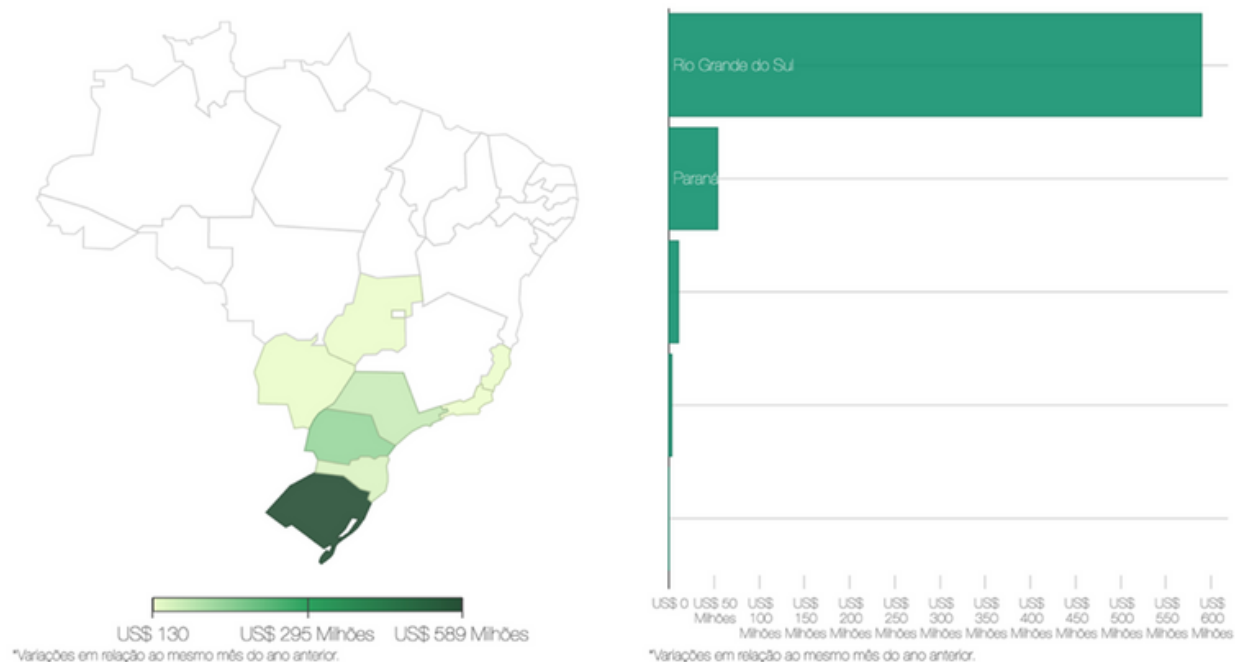 Rio Grande do Sul
Paraná
US$ 130 US$ 295 Milhões US$ 589 Milhões
*Variações em relação ao mesmo mês do ano anterior.
US$ 0 US$ 50 US$ US$ US$ US$ US$ US$ US$ US$ US$ US$ US$
Milhões 100 150 200 250 300 350 400 450 500 550 600
Milhões Milhões Milhões Milhões Milhões Milhões Milhões Milhões Milhões Milhões Milhões
*Variações em relação ao mesmo mês do ano anterior.